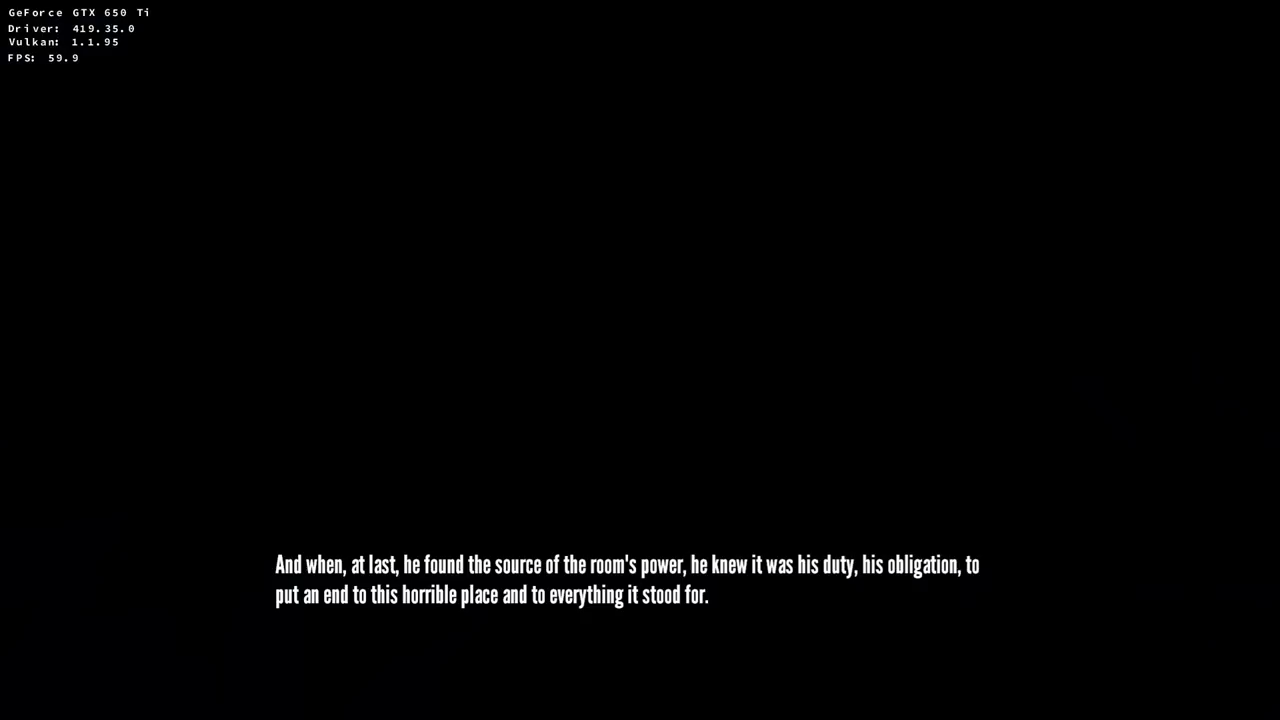 GeForce GTX 650 Ti
Driver: 419.35.0
Vulkan: 1.1.95
FPS: 59.9
And when, at last, he found the source of the room's power, he knew it was his duty, his obligation, to
put an end to this horrible place and to everything it stood for.